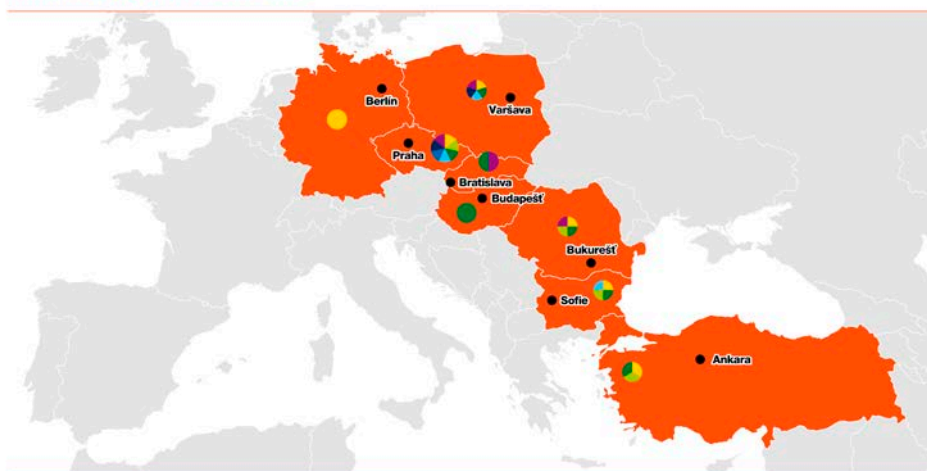 Berlín
Varšava
Praha
Bratislava
Budapešť
Bukurešť
Sofie
Ankara